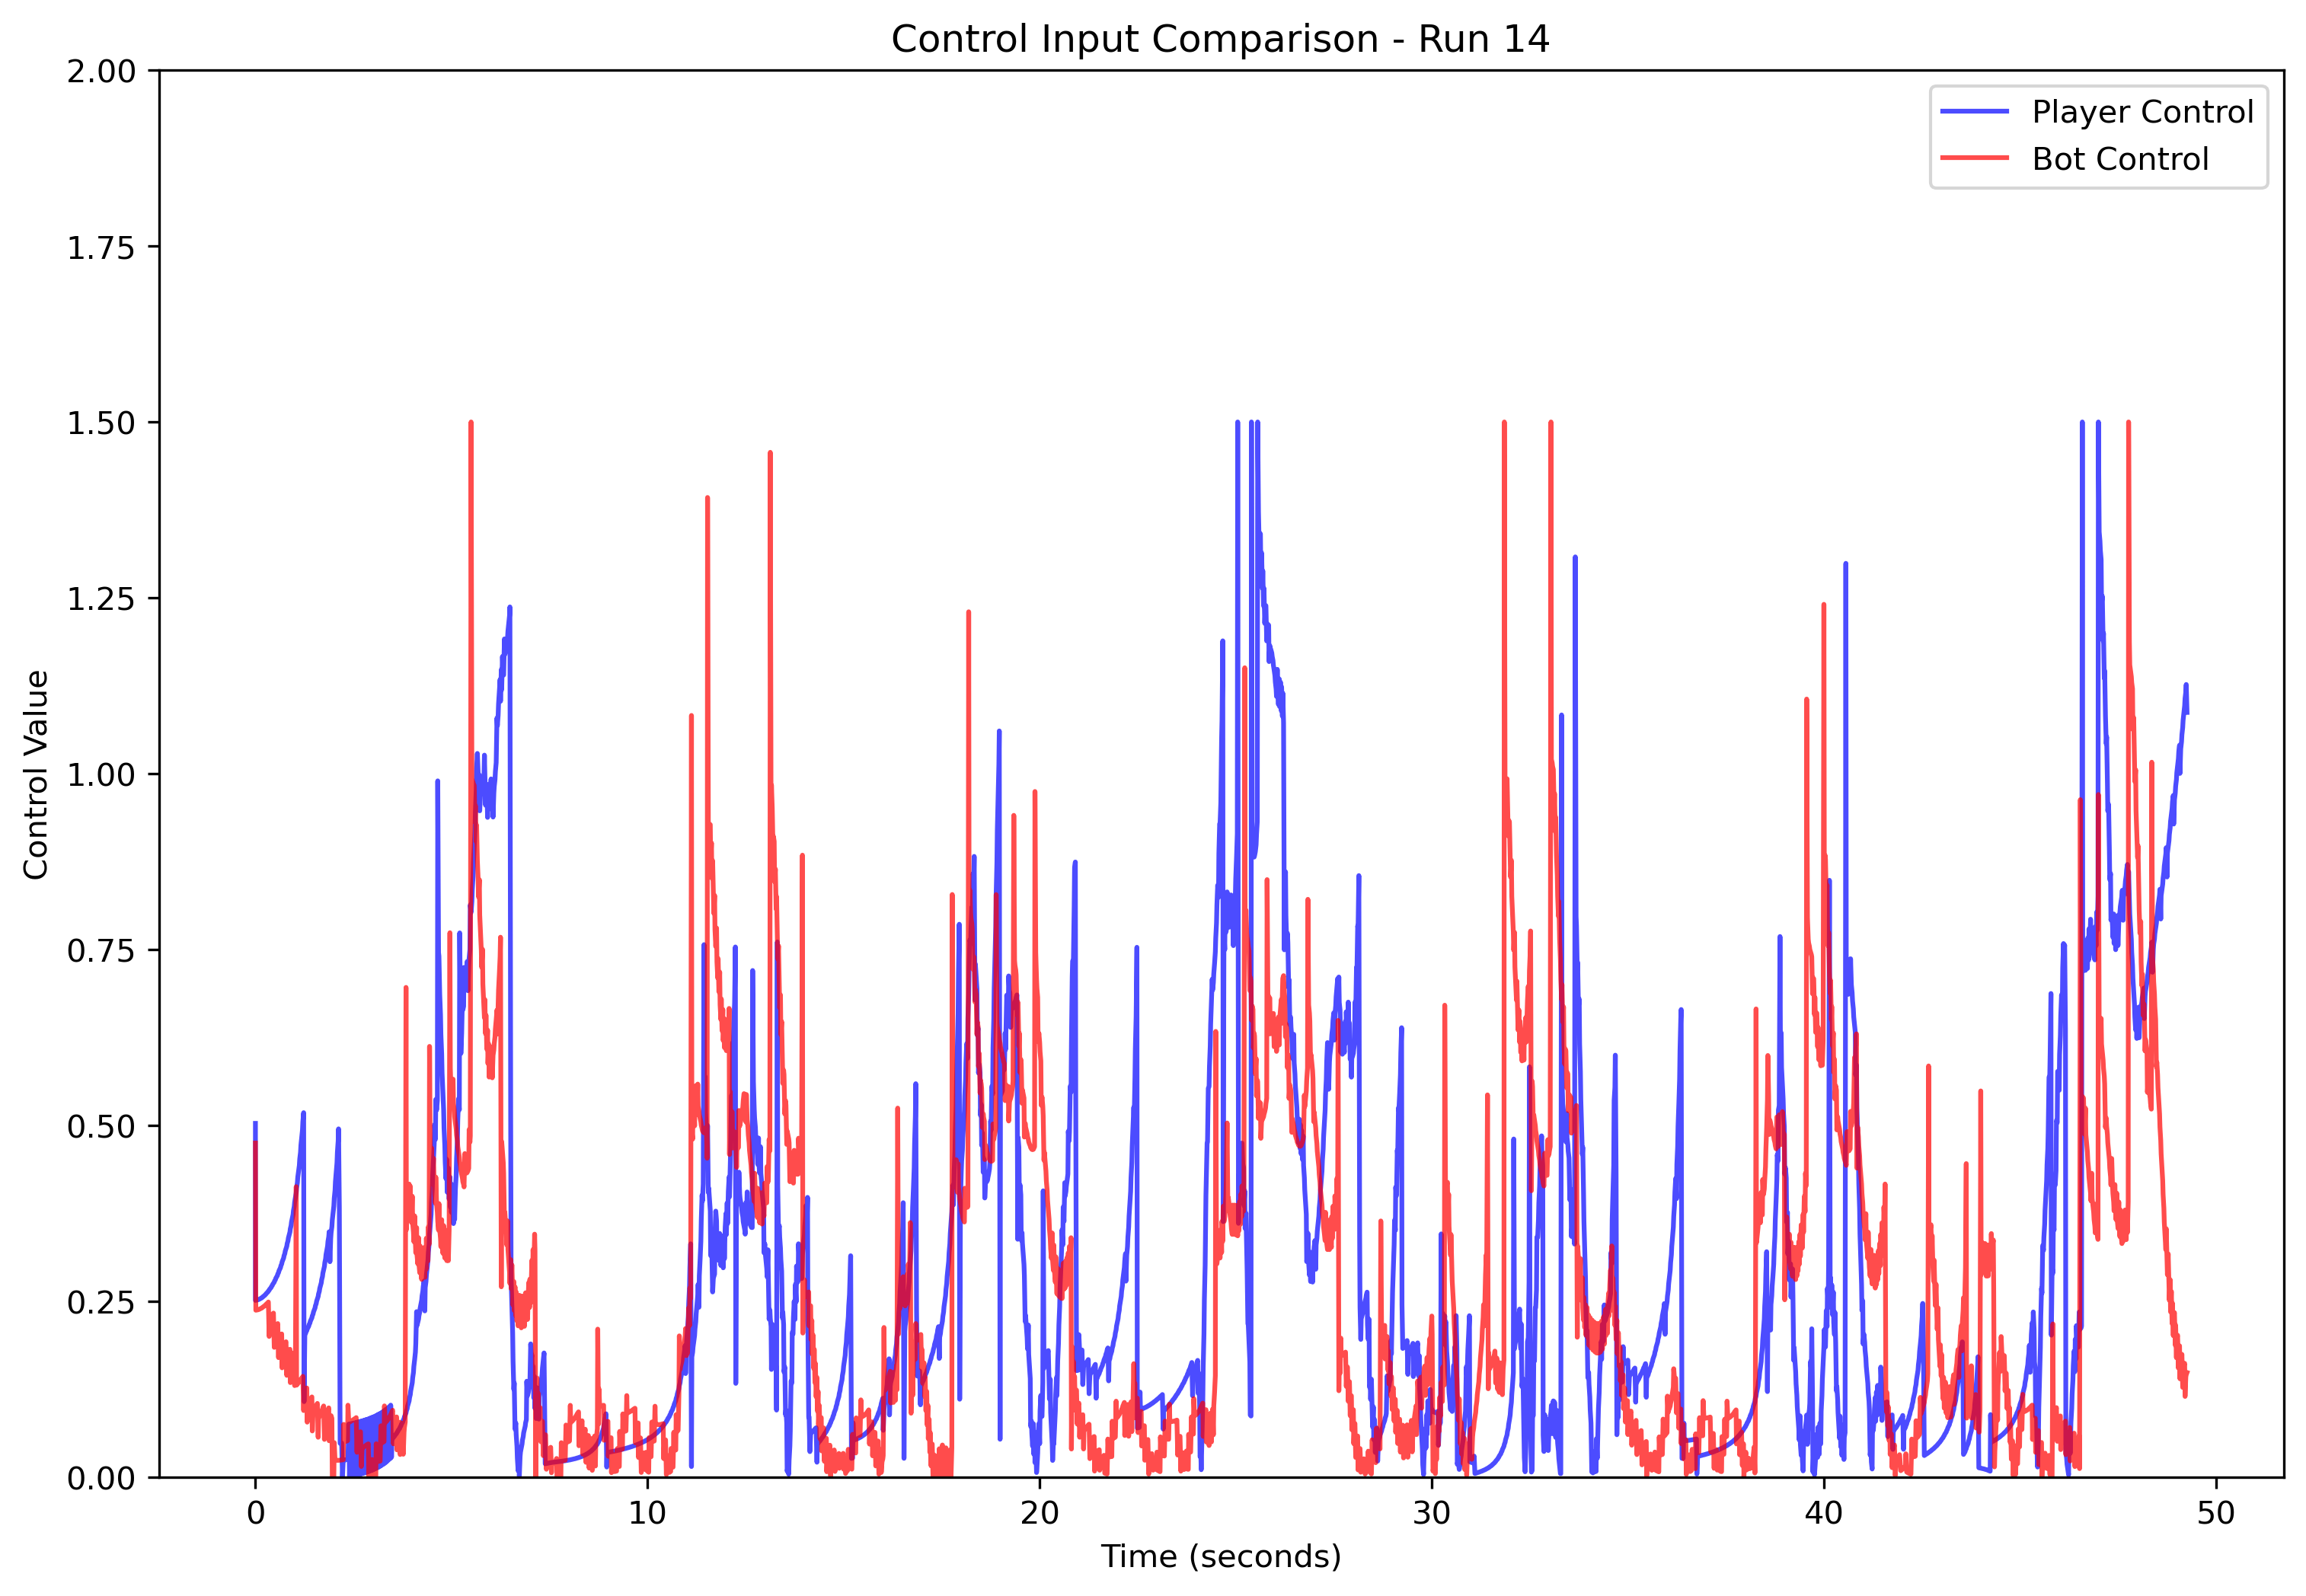 Control Input Comparison - Run 14
2.00
1.75
1.50
1.25
1.00
0.75
0.50
0.25
0.00
Control Value
Player Control
Bot Control
0 10 20 30 40 50
Time (seconds)